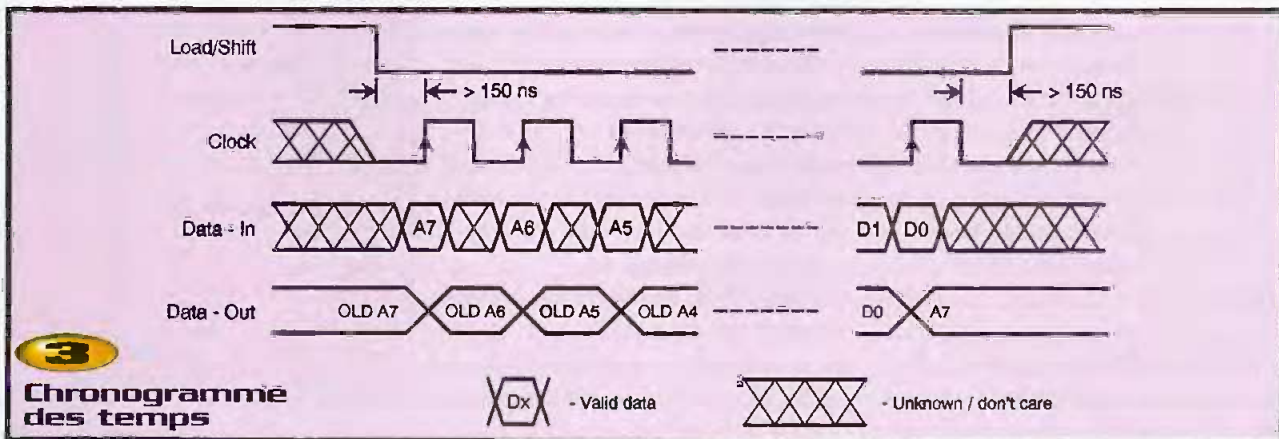 Load/Shift
> 150 ns > 150 ns
Clock
Data - In A7 A6 A5 D1 D0
Data - Out OLD A7 OLD A6 OLD A5 OLD A4 D0 A7
3
Chronogramme
des temps
Dx - Valid data - Unknown / don't care